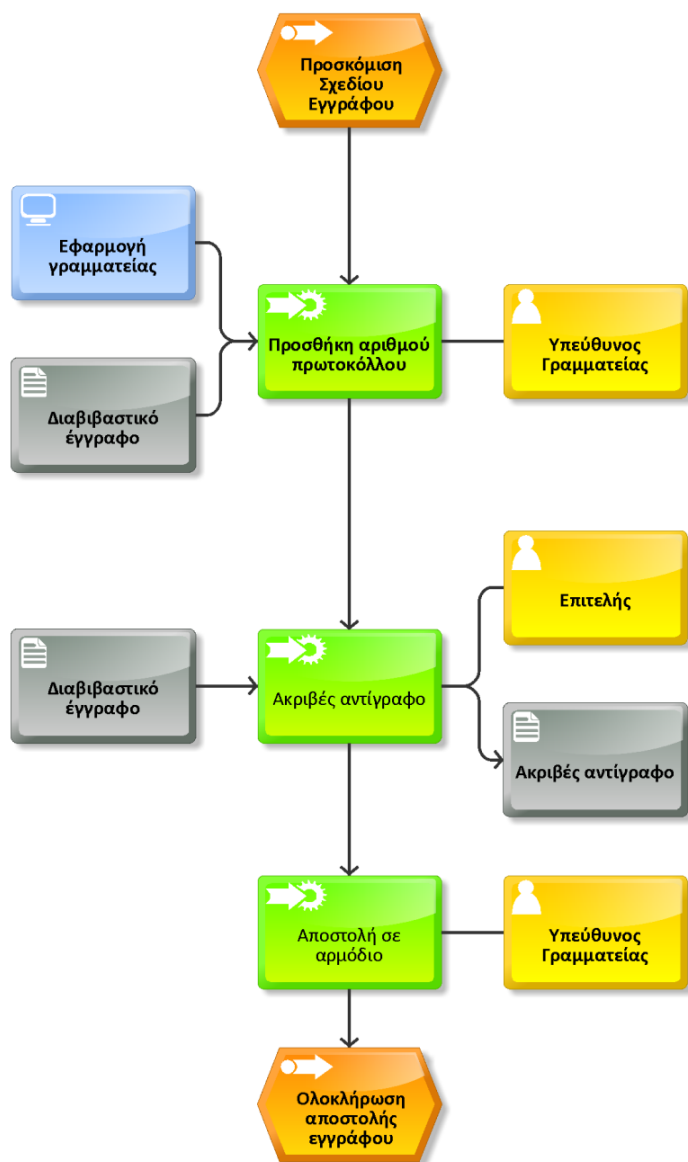 Προσκόμιση
Σχεδίου
Εγγράφου
Εφαρμογή
γραμματείας
Προσθήκη αριθμού
πρωτοκόλλου
Υπεύθυνος
Γραμματείας
Διαβιβαστικό
έγγραφο
Επιτελής
Διαβιβαστικό
έγγραφο
Ακριβές αντίγραφο
Ακριβές αντίγραφο
Αποστολή σε
αρμόδιο
Υπεύθυνος
Γραμματείας
Ολοκλήρωση
αποστολής
εγγράφου